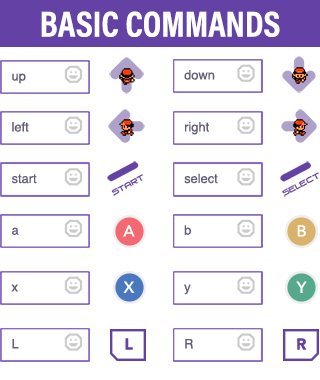 BASIC COMMANDS
up
down
left
right
start START
select SELECT
a A
b B
x X
y Y
L L
R R